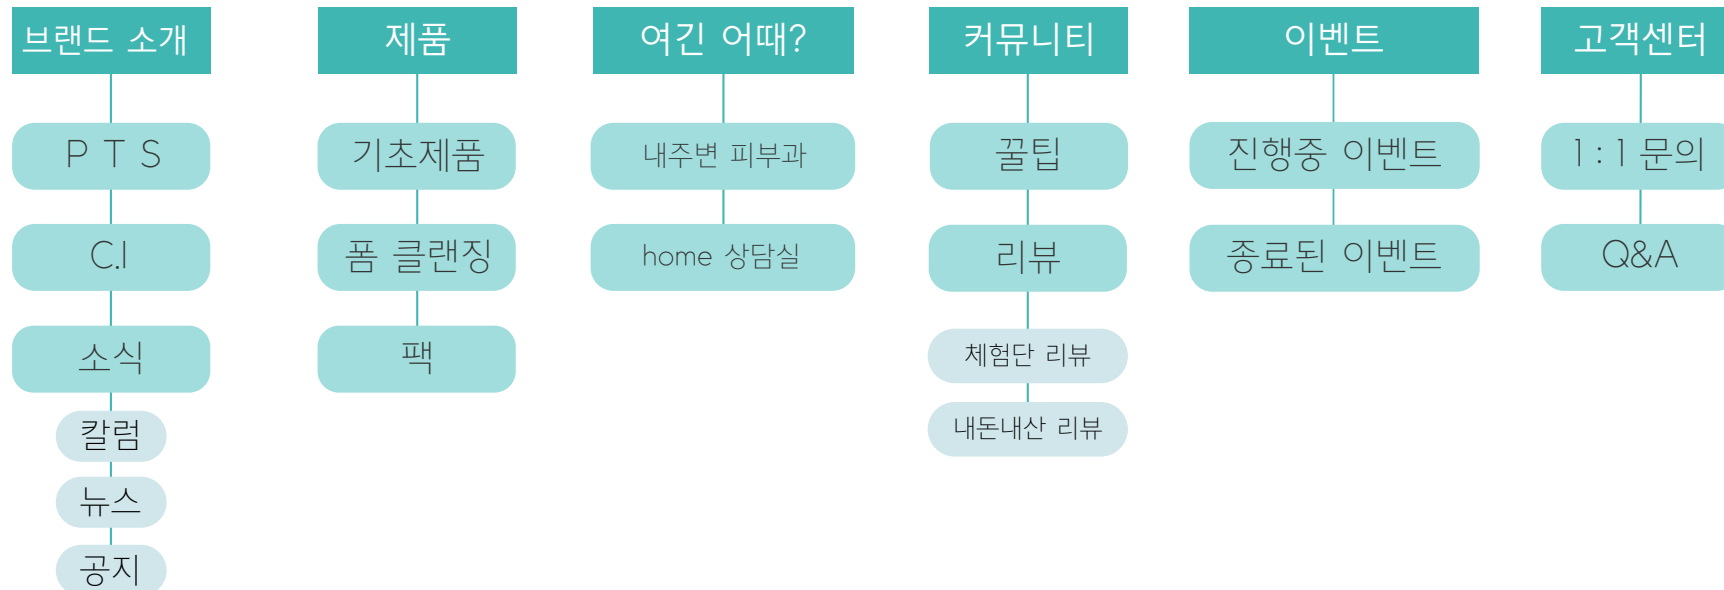 브랜드 소개
P T S
C.I
소식
칼럼
뉴스
공지
제품
기초제품
폼 클랜징
팩
여긴 어때?
내주변 피부과
home 상담실
커뮤니티
꿀팁
리뷰
체험단 리뷰
내돈내산 리뷰
이벤트
진행중 이벤트
종료된 이벤트
고객센터
1:1 문의
Q&A